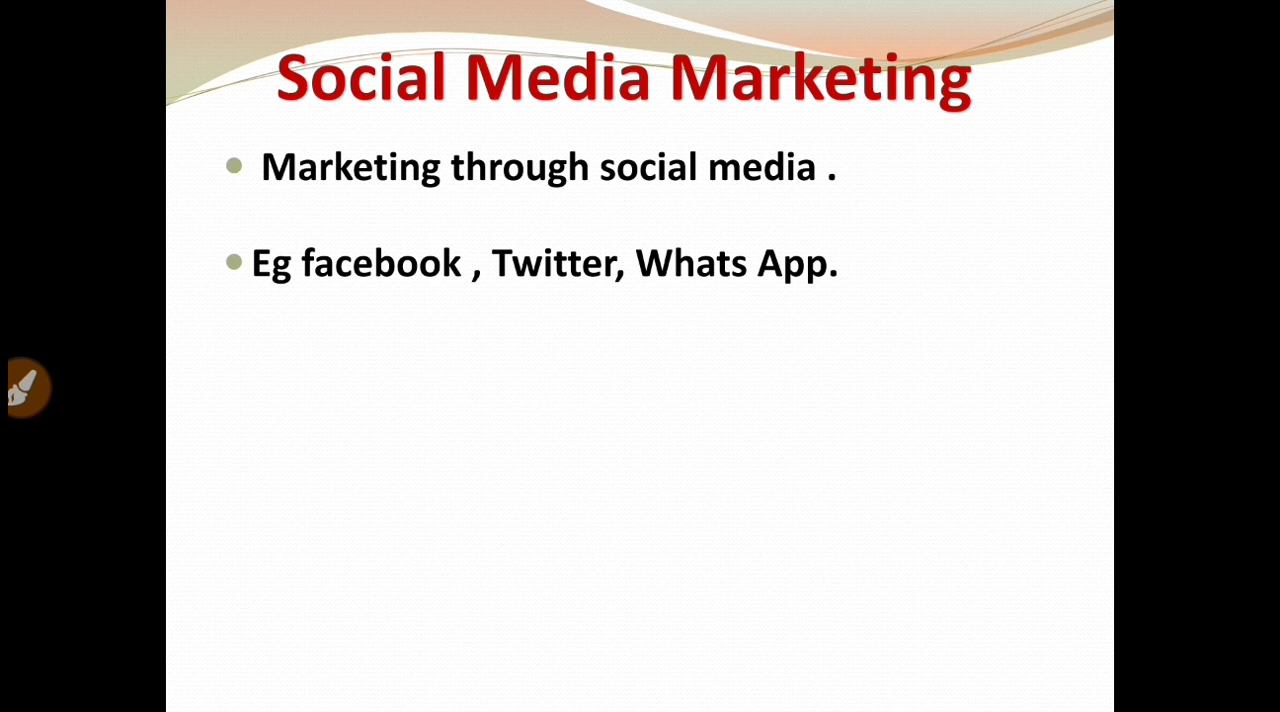 Social Media Marketing
Marketing through social media .
Eg facebook , Twitter, Whats App.